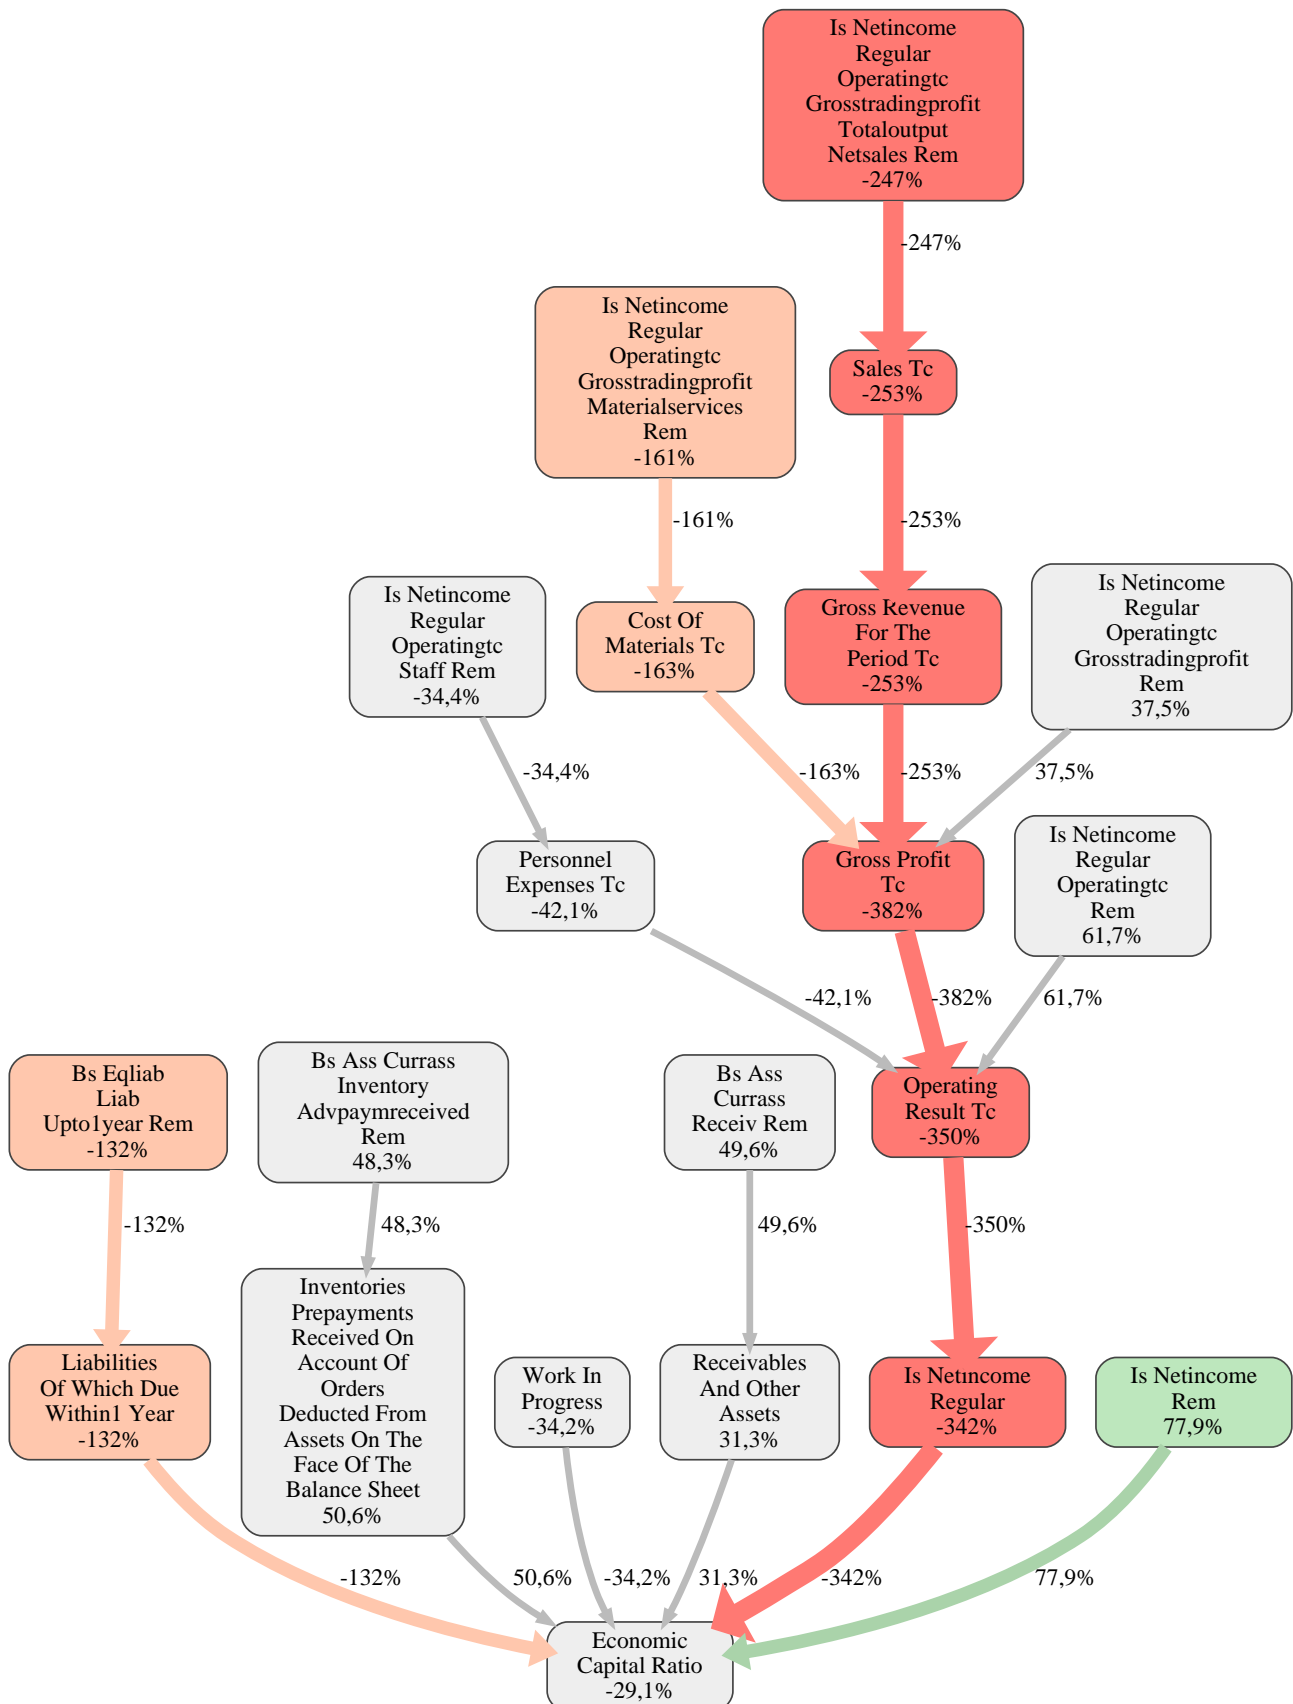 Is Netincome
Regular
Operatingtc
Grosstradingprofit
Totaloutput
Netsales Rem
-247%
-247%
Is Netincome
Regular
Operatingtc
Grosstradingprofit
Materialservices
Rem
-161%
Sales Tc
-253%
-161%
-253%
Is Netincome
Regular
Operatingtc
Staff Rem
-34,4%
Cost Of
Materials Tc
-163%
Gross Revenue
For The
Period Tc
-253%
Is Netincome
Regular
Operatingtc
Grosstradingprofit
Rem
37,5%
-34,4%
-163%
-253%
37,5%
Personnel
Expenses Tc
-42,1%
Gross Profit
Tc
-382%
Is Netincome
Regular
Operatingtc
Rem
61,7%
-42,1%
-382%
61,7%
Bs Eqliab
Liab
Upto1year Rem
-132%
Bs Ass Currass
Inventory
Advpaymreceived
Rem
48,3%
Bs Ass
Currass
Receiv Rem
49,6%
Operating
Result Tc
-350%
-132%
48,3%
49,6%
-350%
Liabilities
Of Which Due
Within1 Year
-132%
Inventories
Prepayments
Received On
Account Of
Orders
Deducted From
Assets On The
Face Of The
Balance Sheet
50,6%
Work In
Progress
-34,2%
Receivables
And Other
Assets
31,3%
Is Netincome
Regular
-342%
Is Netincome
Rem
77,9%
-132%
50,6%
-34,2%
31,3%
-342%
77,9%
Economic
Capital Ratio
-29,1%